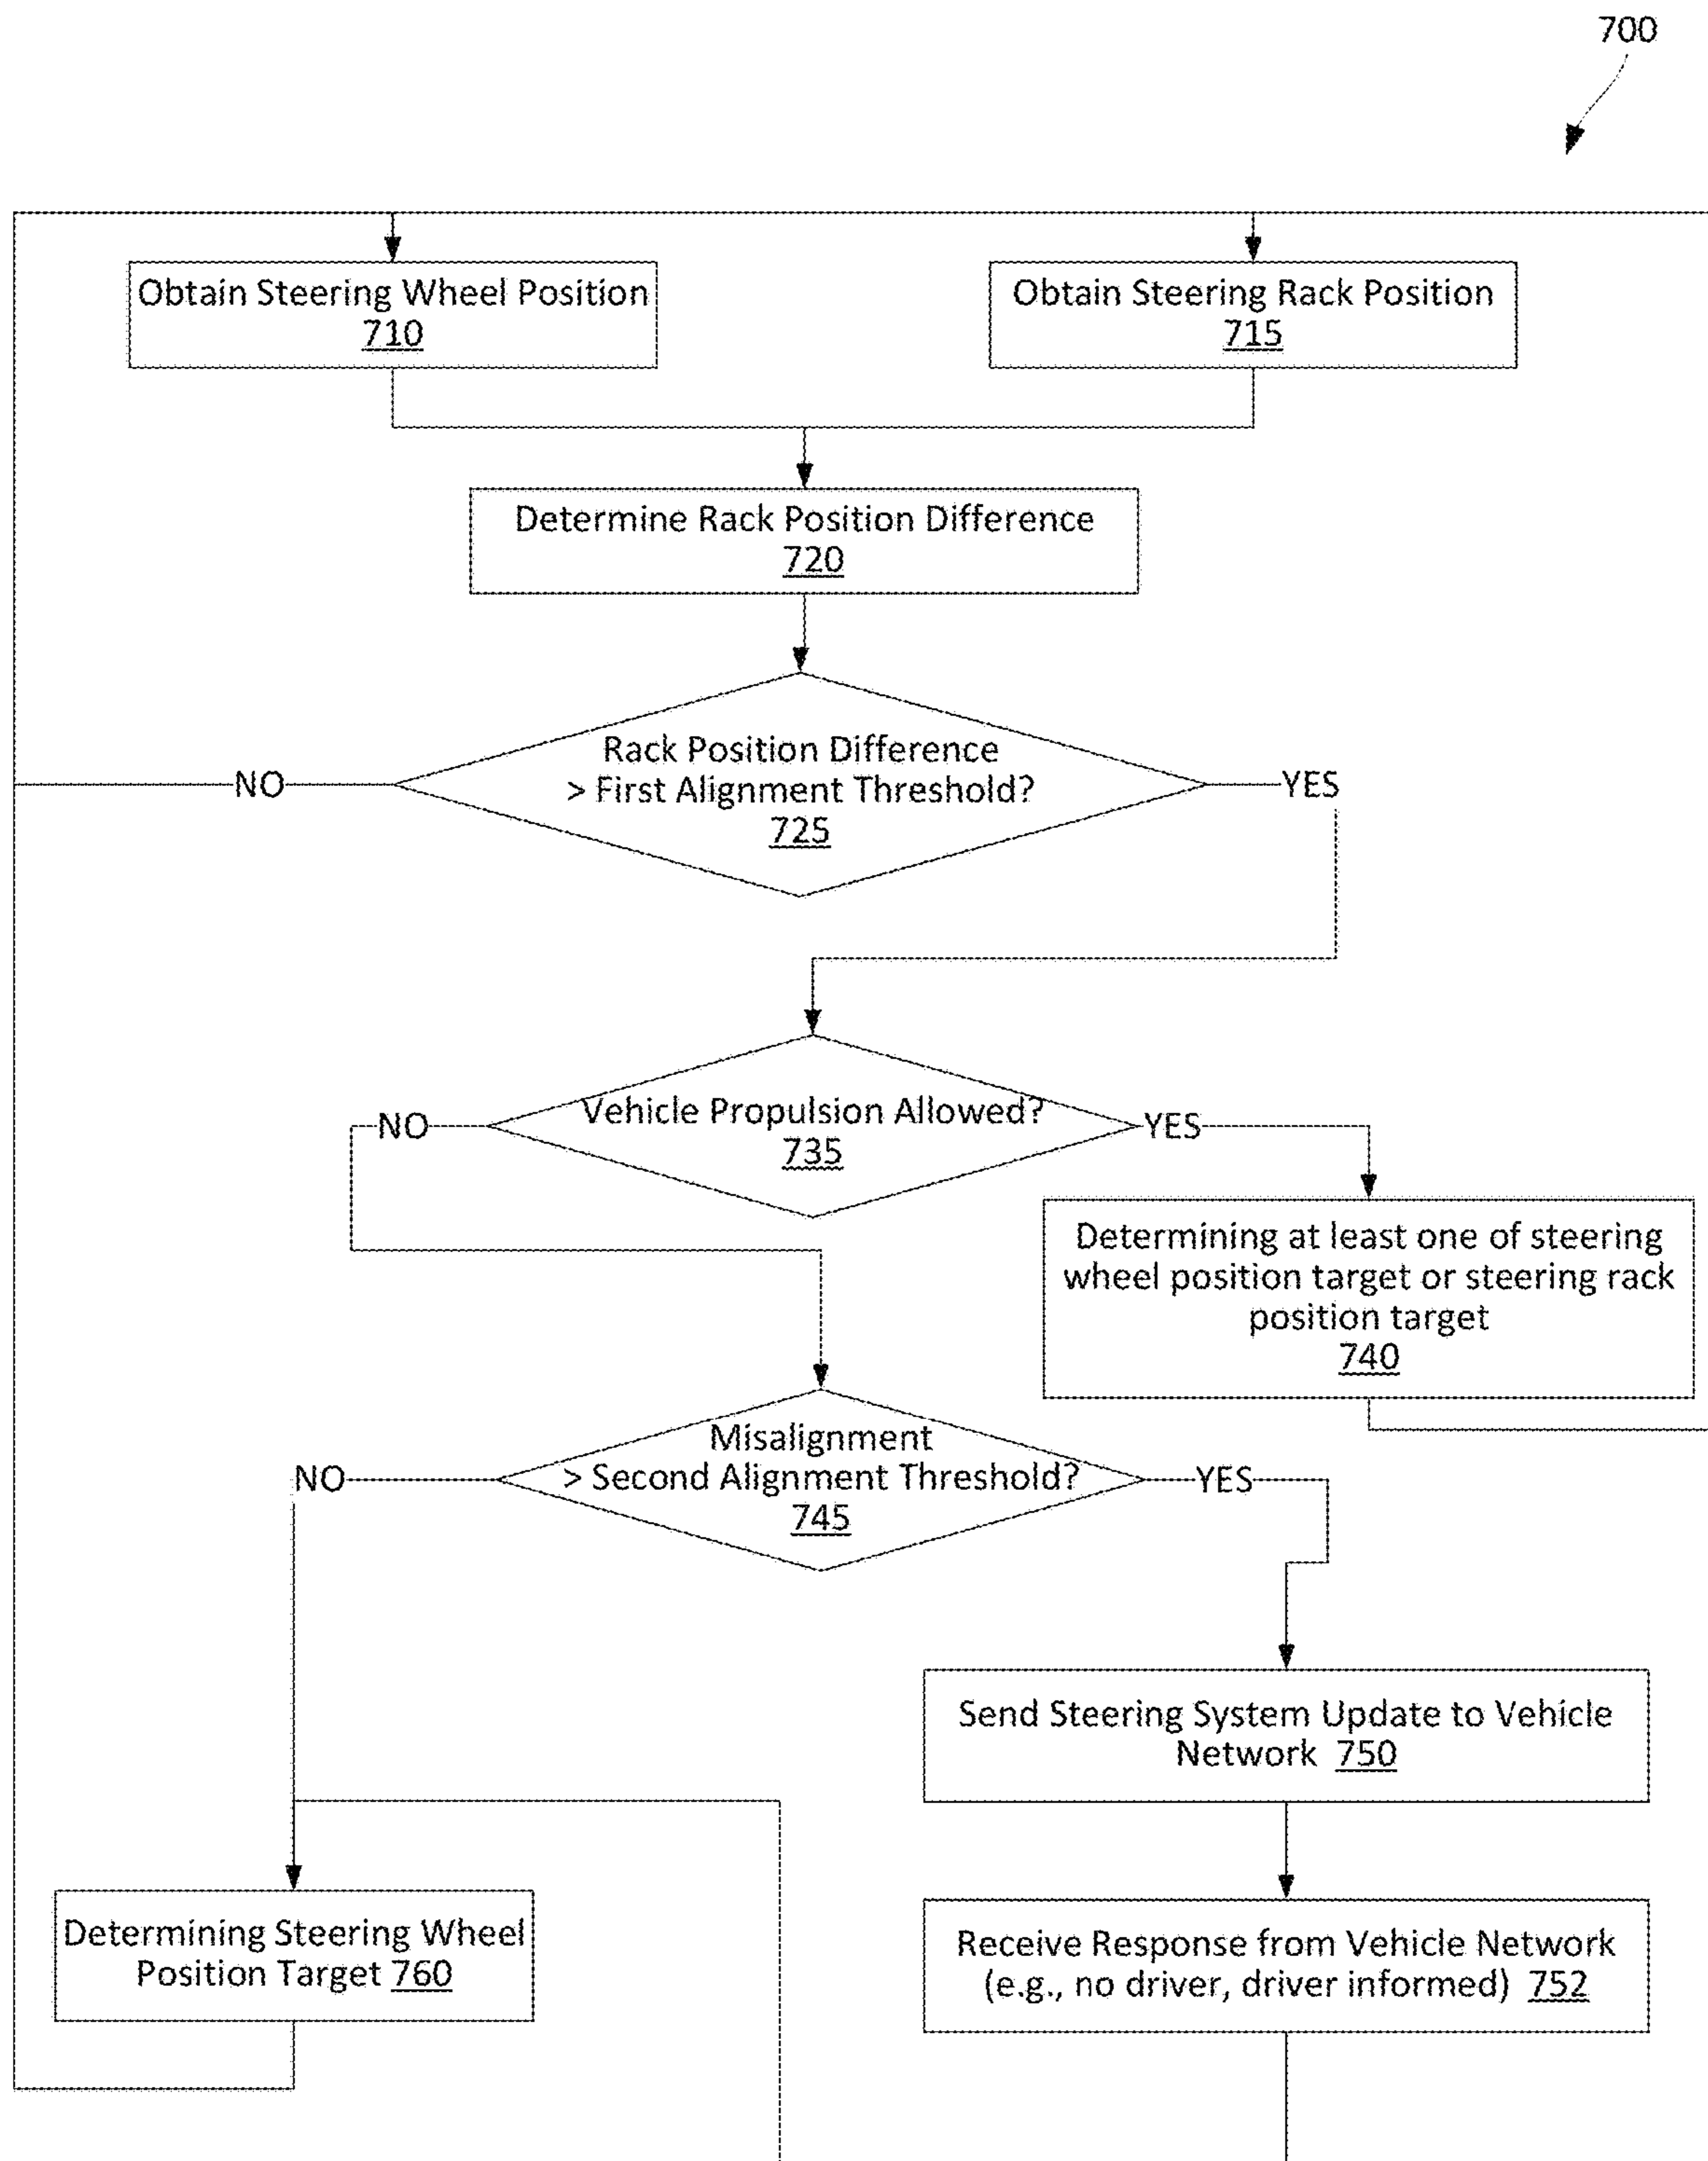 700
Obtain Steering Wheel Position
710
Obtain Steering Rack Position
715
Determine Rack Position Difference
720
Rack Position Difference
> First Alignment Threshold?
725
NO
YES
Vehicle Propulsion Allowed?
735
NO
YES
Determining at least one of steering
wheel position target or steering rack
position target
740
Misalignment
> Second Alignment Threshold?
745
NO
YES
Send Steering System Update to Vehicle
Network 750
Determining Steering Wheel
Position Target 760
Receive Response from Vehicle Network
(e.g., no driver, driver informed) 752